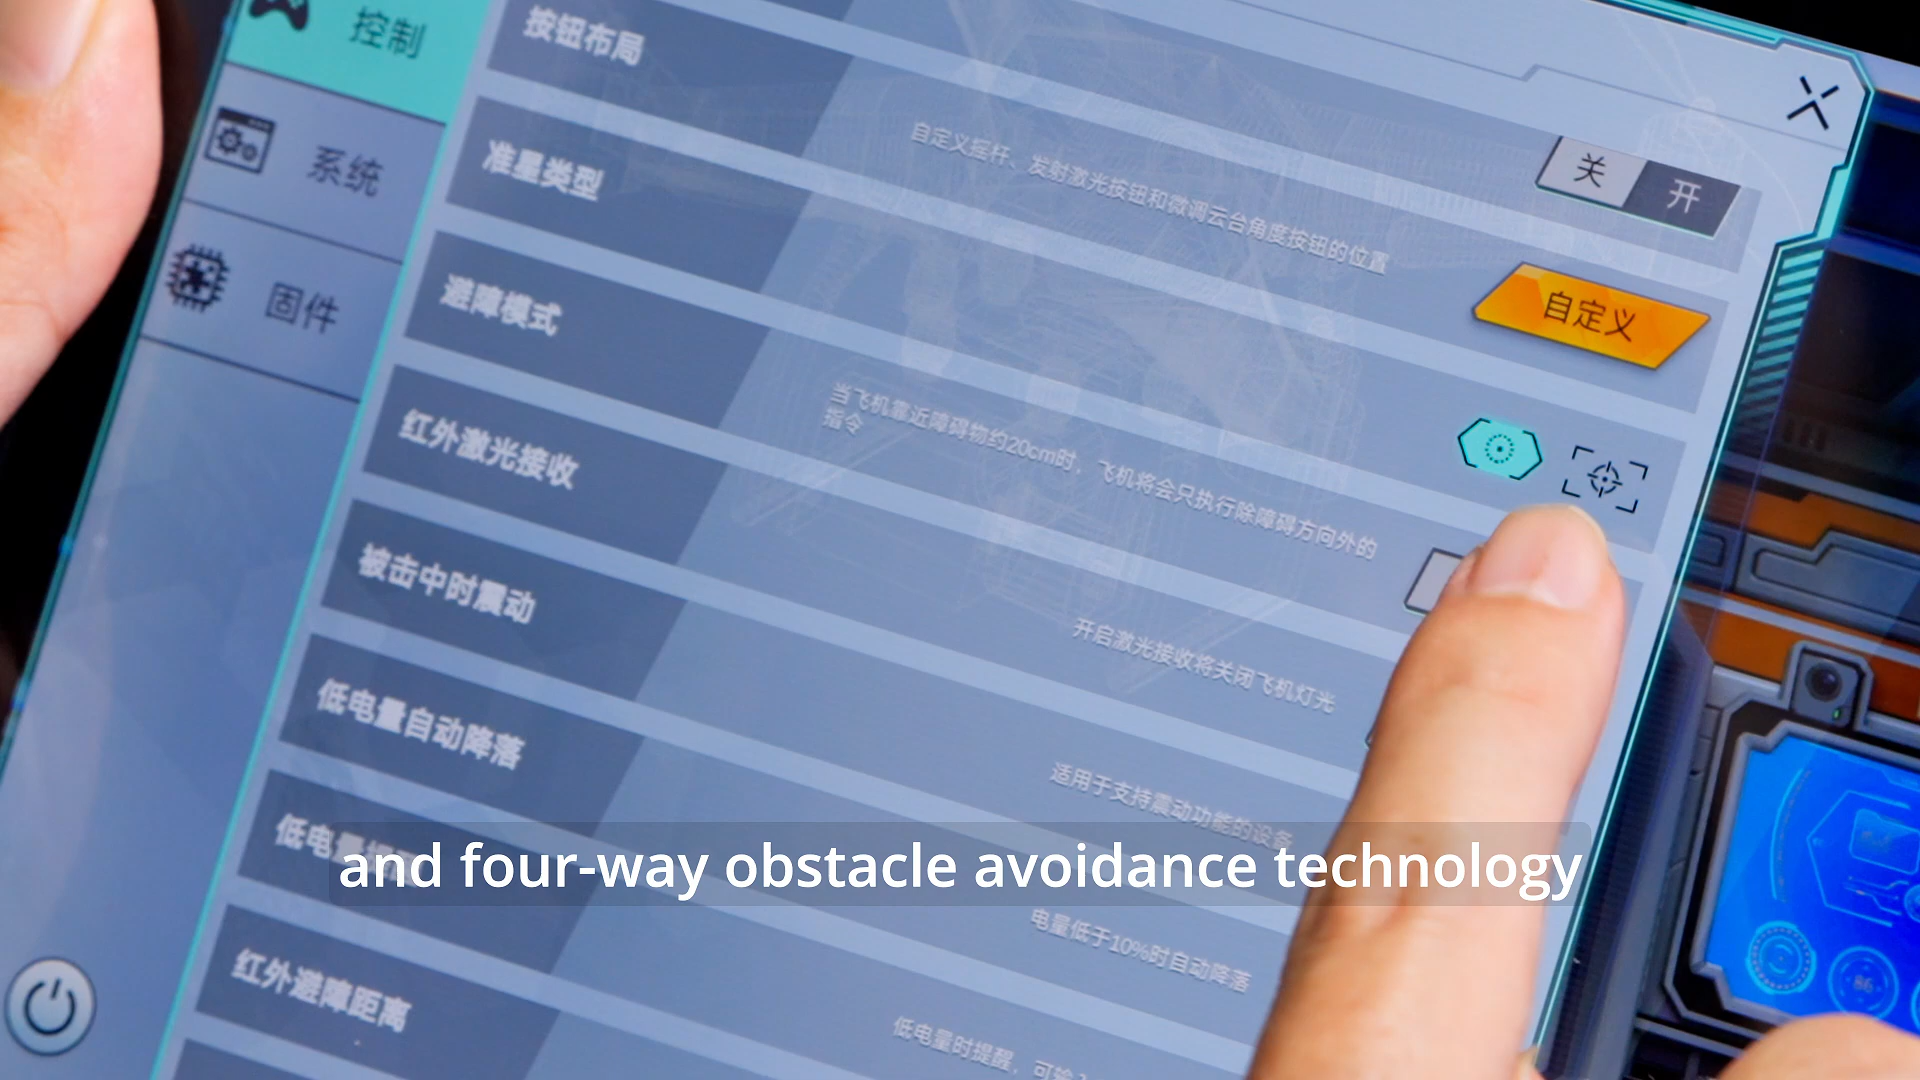 控制
系统
固件
按钮布局
关 开
准星类型
自定义摇杆、发射激光按钮和微调云台角度按钮的位置
自定义
避障模式
红外激光接收
当飞机靠近障碍物约20cm时，飞机将会只执行除障碍方向外的
指令
被击中时震动
开启激光接收将关闭飞机灯光
低电量自动降落
适用于支持震动功能的设备
低电量
and four-way obstacle avoidance technology
电量低于10%时自动降落
红外避障距离
低电量时提醒，可